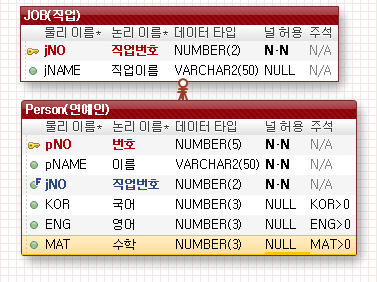 JOB(직업)
물리 이름* 논리 이름* 데이터 타입 널 허용 주석
jNO 직업번호 NUMBER(2) N·N N/A
jNAME 직업이름 VARCHAR2(50) NULL N/A
Person(연예인)
물리 이름* 논리 이름* 데이터 타입 널 허용 주석
pNO 번호 NUMBER(5) N·N N/A
pNAME 이름 VARCHAR2(50) N·N N/A
F jNO 직업번호 NUMBER(2) N·N N/A
KOR 국어 NUMBER(3) NULL KOR>0
ENG 영어 NUMBER(3) NULL ENG>0
MAT 수학 NUMBER(3) NULL MAT>0